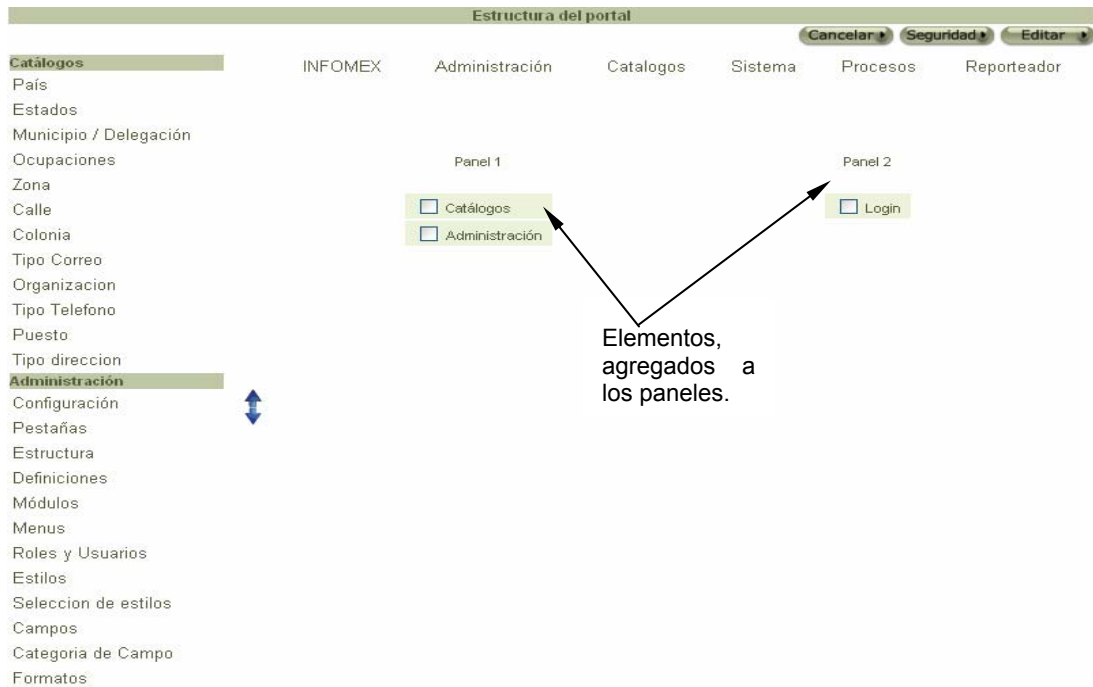 Estructura del portal
Cancelar Seguridad Editar
Catálogos
País
Estados
Municipio / Delegación
Ocupaciones
Zona
Calle
Colonia
Tipo Correo
Organizacion
Tipo Telefono
Puesto
Tipo direccion
Administración
Configuración
Pestañas
Estructura
Definiciones
Módulos
Menus
Roles y Usuarios
Estilos
Seleccion de estilos
Campos
Categoria de Campo
Formatos
INFOMEX Administración Catalogos Sistema Procesos Reporteador
Panel 1
Catálogos
Administración
Panel 2
Login
Elementos,
agregados a
los paneles.